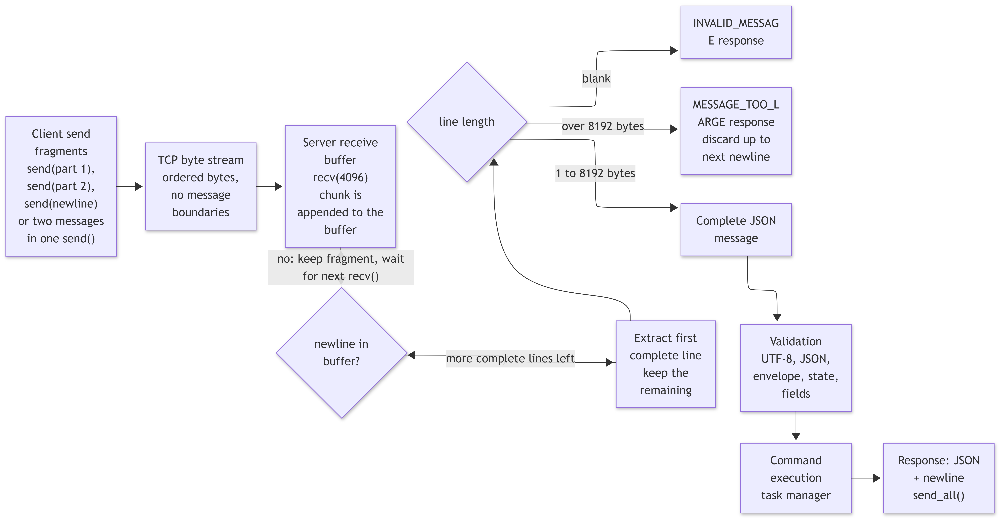 Client send
fragments
send(part 1),
send(part 2),
send(newline)
or two messages
in one send()
TCP byte stream
ordered bytes,
no message
boundaries
Server receive
buffer
recv(4096)
chunk is
appended to the
buffer
no: keep fragment, wait
for next recv()
newline in
buffer?
more complete lines left
Extract first
complete line
keep the
remaining
line length
blank
over 8192 bytes
1 to 8192 bytes
INVALID_MESSAG
E response
MESSAGE_TOO_L
ARGE response
discard up to
next newline
Complete JSON
message
Validation
UTF-8, JSON,
envelope, state,
fields
Command
execution
task manager
Response: JSON
+ newline
send_all()